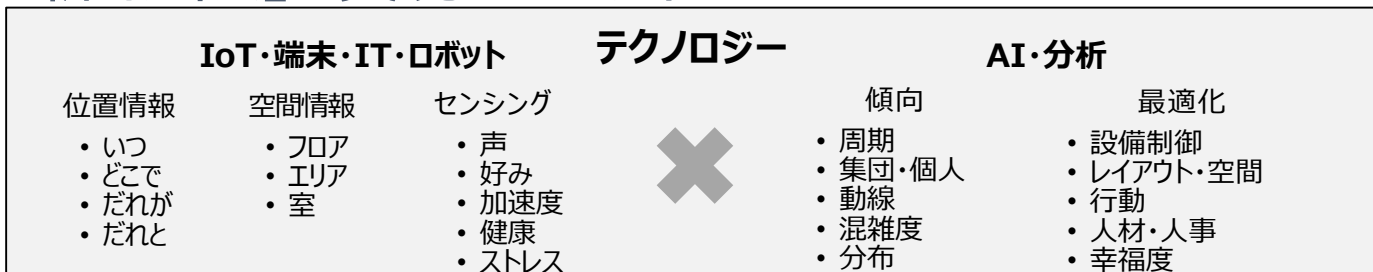 テクノロジー
IoT･端末･IT･ロボット
AI･分析
位置情報
• いつ
• どこで
• だれが
• だれと
空間情報
• フロア
• エリア
• 室
センシング
• 声
• 好み
• 加速度
• 健康
• ストレス
傾向
• 周期
• 集団･個人
• 動線
• 混雑度
• 分布
最適化
• 設備制御
• レイアウト･空間
• 行動
• 人材･人事
• 幸福度